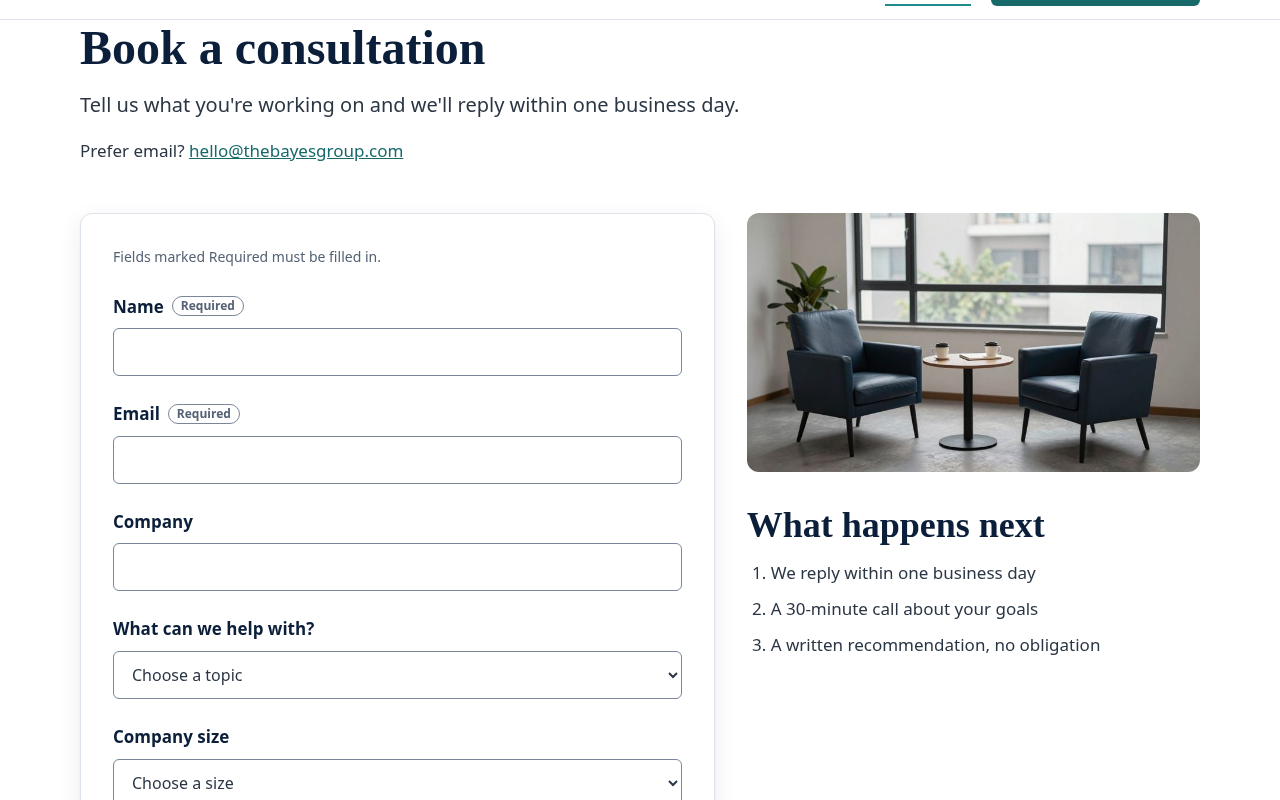 Book a consultation
Tell us what you're working on and we'll reply within one business day.
Prefer email? hello@thebayesgroup.com
Fields marked Required must be filled in.
Name Required
Email Required
Company
What can we help with?
Choose a topic
Company size
Choose a size
What happens next
1. We reply within one business day
2. A 30-minute call about your goals
3. A written recommendation, no obligation